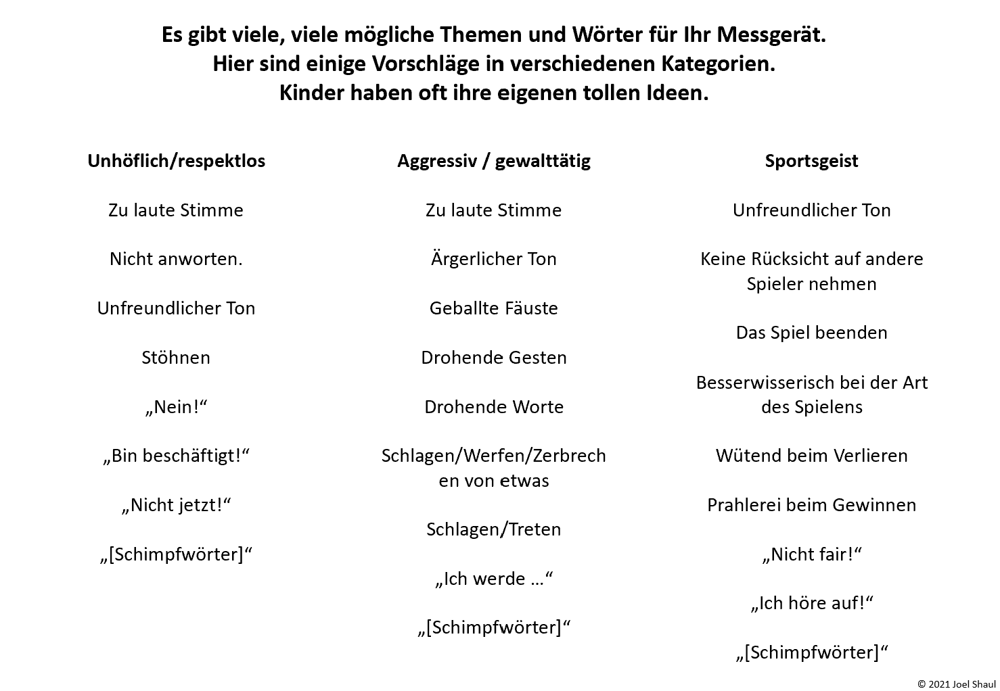 Es gibt viele, viele mögliche Themen und Wörter für Ihr Messgerät.
Hier sind einige Vorschläge in verschiedenen Kategorien.
Kinder haben oft ihre eigenen tollen Ideen.
Unhöflich/respektlos
Zu laute Stimme
Nicht anworten.
Unfreundlicher Ton
Stöhnen
„Nein!“
„Bin beschäftigt!“
„Nicht jetzt!“
„[Schimpfwörter]“
Aggressiv / gewalttätig
Zu laute Stimme
Ärgerlicher Ton
Geballte Fäuste
Drohende Gesten
Drohende Worte
Schlagen/Werfen/Zerbrech
en von etwas
Schlagen/Treten
„Ich werde ...“
„[Schimpfwörter]“
Sportsgeist
Unfreundlicher Ton
Keine Rücksicht auf andere
Spieler nehmen
Das Spiel beenden
Besserwisserisch bei der Art
des Spielens
Wütend beim Verlieren
Prahlerei beim Gewinnen
„Nicht fair!“
„Ich höre auf!“
„[Schimpfwörter]“
© 2021 Joel Shaul